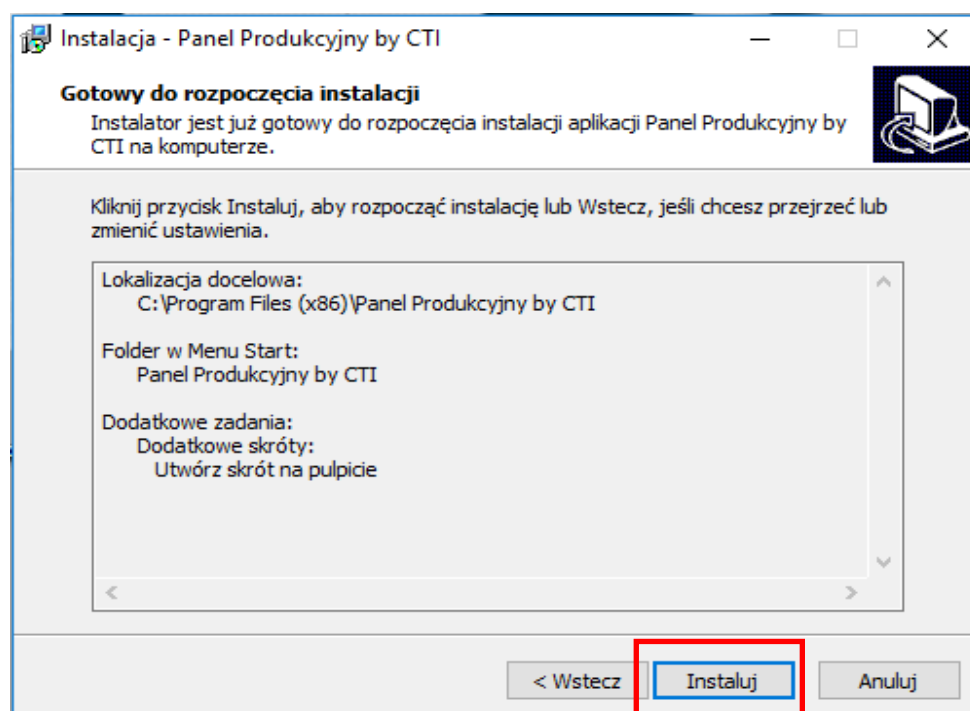 Instalacja - Panel Produkcyjny by CTI
Gotowy do rozpoczęcia instalacji
Instalator jest już gotowy do rozpoczęcia instalacji aplikacji Panel Produkcyjny by
CTI na komputerze.
Kliknij przycisk Instaluj, aby rozpocząć instalację lub Wstecz, jeśli chcesz przejrzeć lub
zmienić ustawienia.
Lokalizacja docelowa:
C:\Program Files (x86)\Panel Produkcyjny by CTI
Folder w Menu Start:
Panel Produkcyjny by CTI
Dodatkowe zadania:
Dodatkowe skróty:
Utwórz skrót na pulpicie
< Wstecz
Instaluj
Anuluj